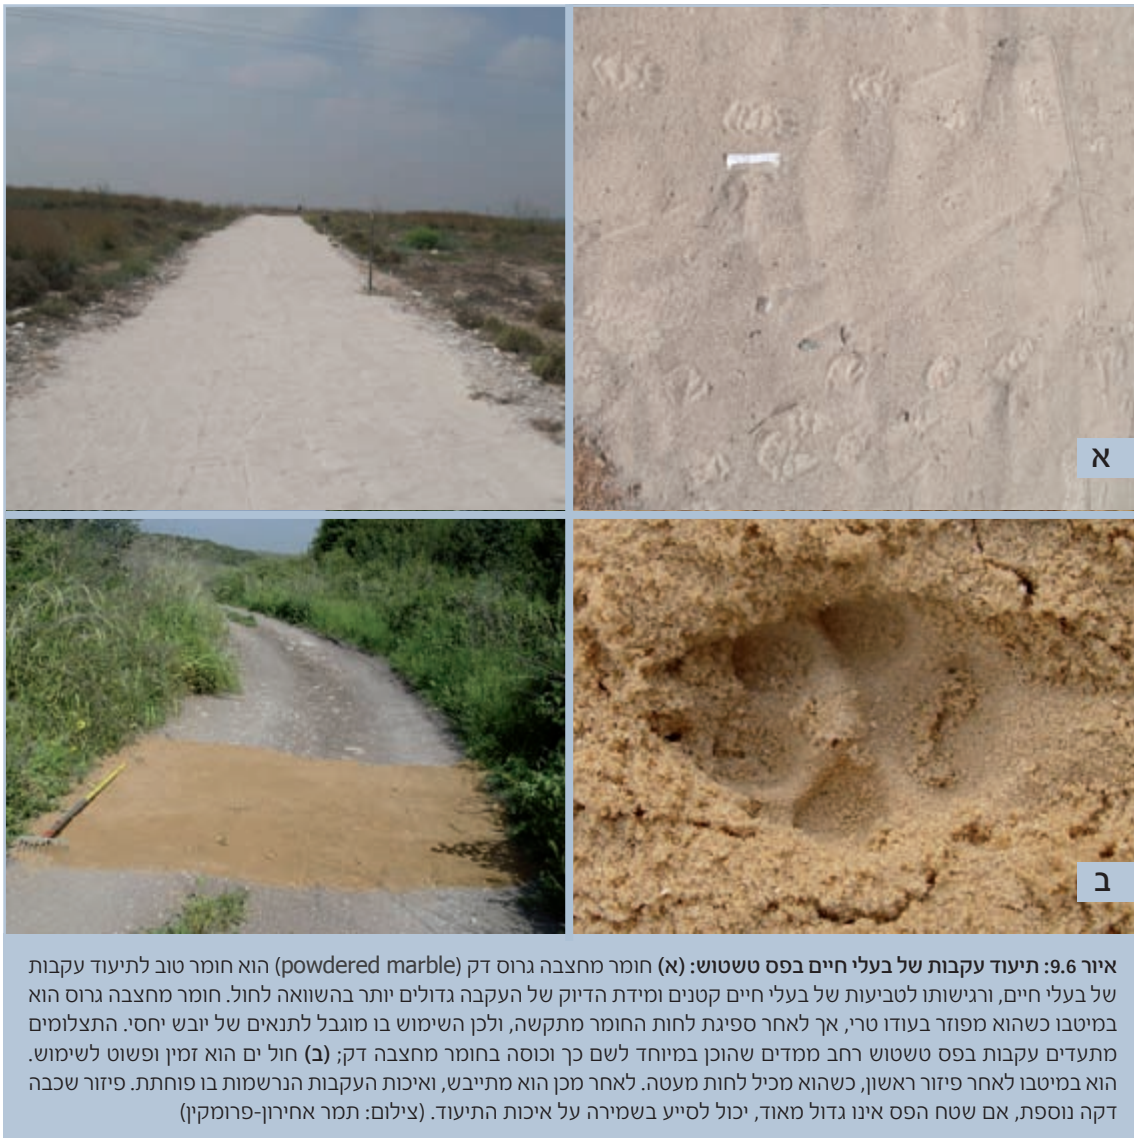 א
ב
איור 9.6: תיעוד עקבות של בעלי חיים בפס טשטוש: (א) חומר מחצבה גרוס דק (powdered marble) הוא חומר טוב לתיעוד עקבות
של בעלי חיים, ורגישותו לטביעות של בעלי חיים קטנים ומידת הדיוק של העקבה גדולים יותר בהשוואה לחול. חומר מחצבה גרוס הוא
במיטבו כשהוא מפוזר בעודו טרי, אך לאחר ספיגת לחות החומר מתקשה, ולכן השימוש בו מוגבל לתנאים של יובש יחסי. התצלומים
מתעדים עקבות בפס טשטוש רחב ממדים שהוכן במיוחד לשם כך וכוסה בחומר מחצבה דק; (ב) חול ים הוא זמין ופשוט לשימוש.
הוא במיטבו לאחר פיזור ראשון, כשהוא מכיל לחות מעטה. לאחר מכן הוא מתייבש, ואיכות העקבות הנרשמות בו פוחתת. פיזור שכבה
דקה נוספת, אם שטח הפס אינו גדול מאוד, יכול לסייע בשמירה על איכות התיעוד. (צילום: תמר אחירון-פרומקין)